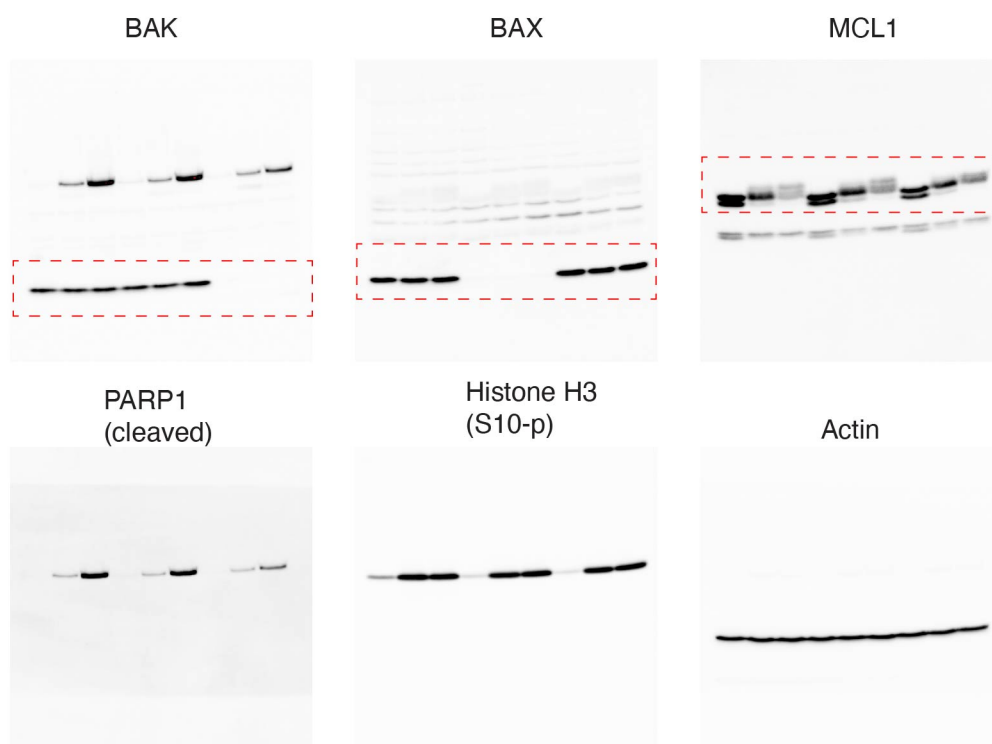 BAK
BAX
MCL1
PARP1
(cleaved)
Histone H3
(S10-p)
Actin